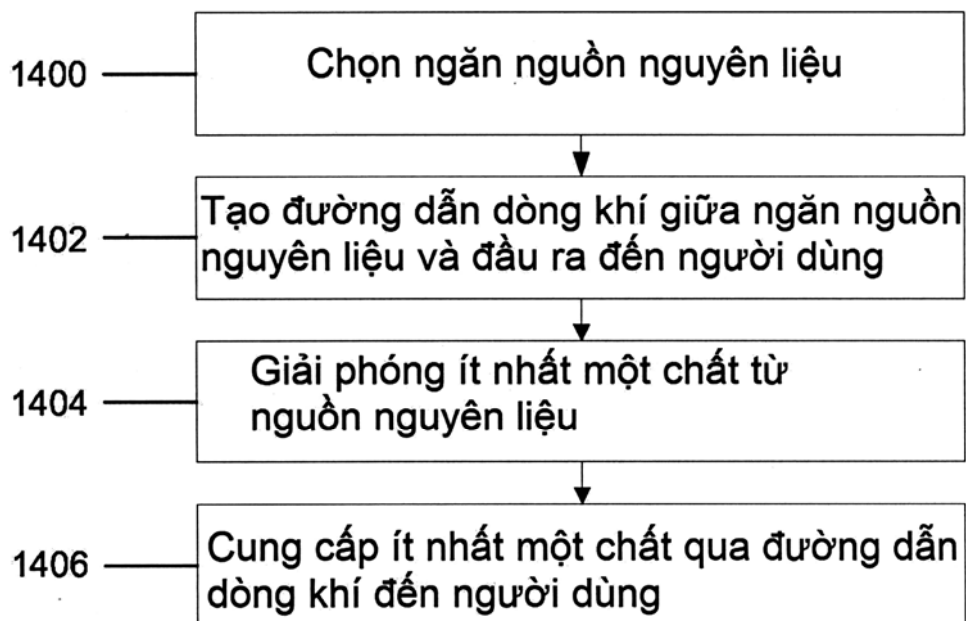 1400
Chọn ngăn nguồn nguyên liệu
1402
Tạo đường dẫn dòng khí giữa ngăn nguồn
nguyên liệu và đầu ra đến người dùng
1404
Giải phóng ít nhất một chất từ
nguồn nguyên liệu
1406
Cung cấp ít nhất một chất qua đường dẫn
dòng khí đến người dùng